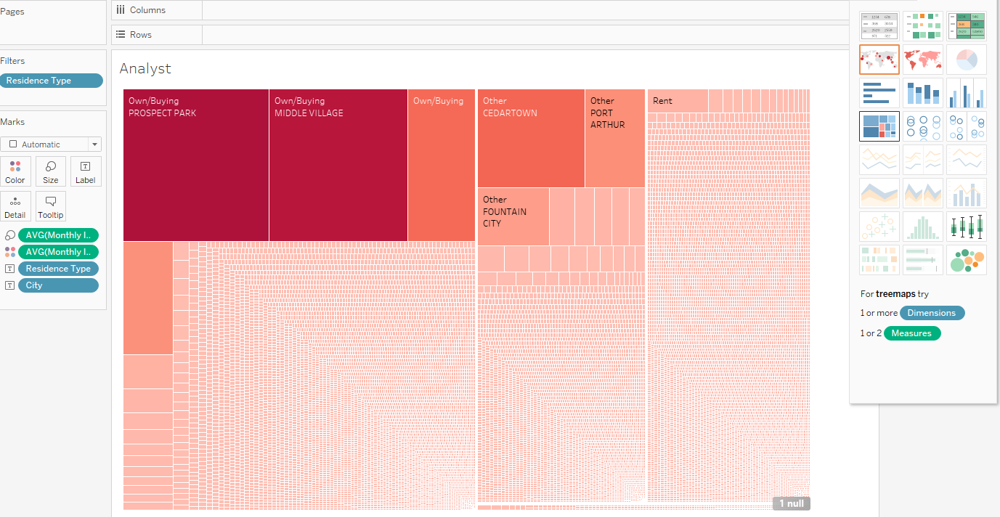 Pages
Columns
Rows
Filters
Residence Type
Marks
Automatic
Color
Size
Label
Detail
Tooltip
AVG(Monthly I..
AVG(Monthly I..
Residence Type
City
Analyst
Own/Buying
PROSPECT PARK
Own/Buying
MIDDLE VILLAGE
Own/Buying
Other
CEDARTOWN
Other
PORT
ARTHUR
Other
FOUNTAIN
CITY
Rent
1 null
For treemaps try
1 or more Dimensions
1 or 2 Measures